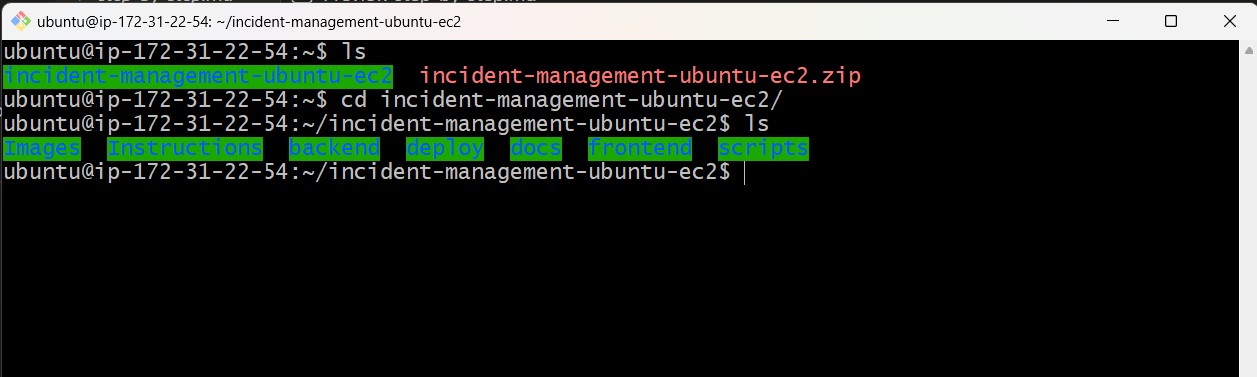 ubuntu@ip-172-31-22-54: ~/incident-management-ubuntu-ec2
ubuntu@ip-172-31-22-54:~$ ls
incident-management-ubuntu-ec2  incident-management-ubuntu-ec2.zip
ubuntu@ip-172-31-22-54:~$ cd incident-management-ubuntu-ec2/
ubuntu@ip-172-31-22-54:~/incident-management-ubuntu-ec2$ ls
Images  Instructions  backend  deploy  docs  frontend  scripts
ubuntu@ip-172-31-22-54:~/incident-management-ubuntu-ec2$